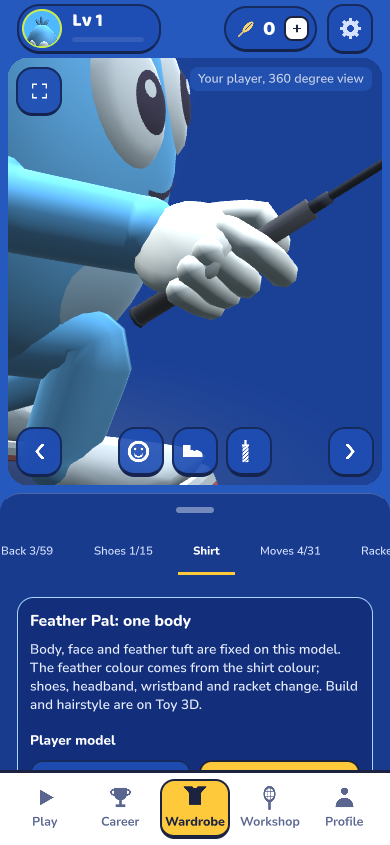 Lv 1
0
+
Your player, 360 degree view
Back 3/59
Shoes 1/15
Shirt
Moves 4/31
Feather Pal: one body
Body, face and feather tuft are fixed on this model.
The feather colour comes from the shirt colour;
shoes, headband, wristband and racket change. Build
and hairstyle are on Toy 3D.
Player model
Play
Career
Wardrobe
Workshop
Profile